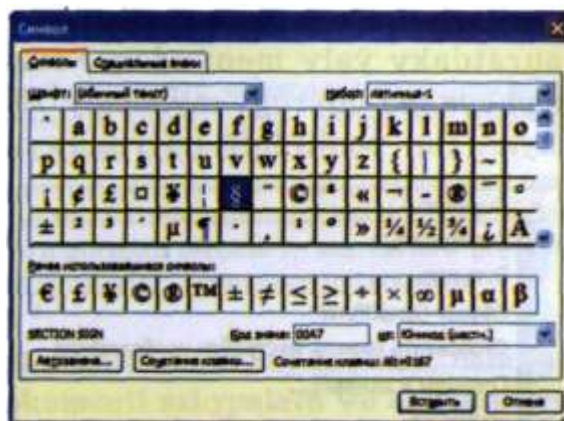 Символ
Символы Специальные знаки
Шрифт: (обычный текст) Набор: латиница-1
` a b c d e f g h i j k l m n o
p q r s t u v w x y z { | } ~
¡ ¢ £ ¤ ¥ ¦ § ¨ © ª « ¬ - ® ¯ °
± ² ³ ´ µ ¶ · ¸ ¹ º » ¼ ½ ¾ ¿ À
Ранее использовавшиеся символы:
€ £ ¥ © ® ™ ± ≠ ≤ ≥ ÷ × ∞ µ α β
SECTION SIGN Код знака: 00A7 из: Юникод (шестн.)
Автозамена... Сочетание клавиш... Сочетание клавиш: Alt+0167
Вставить Отмена